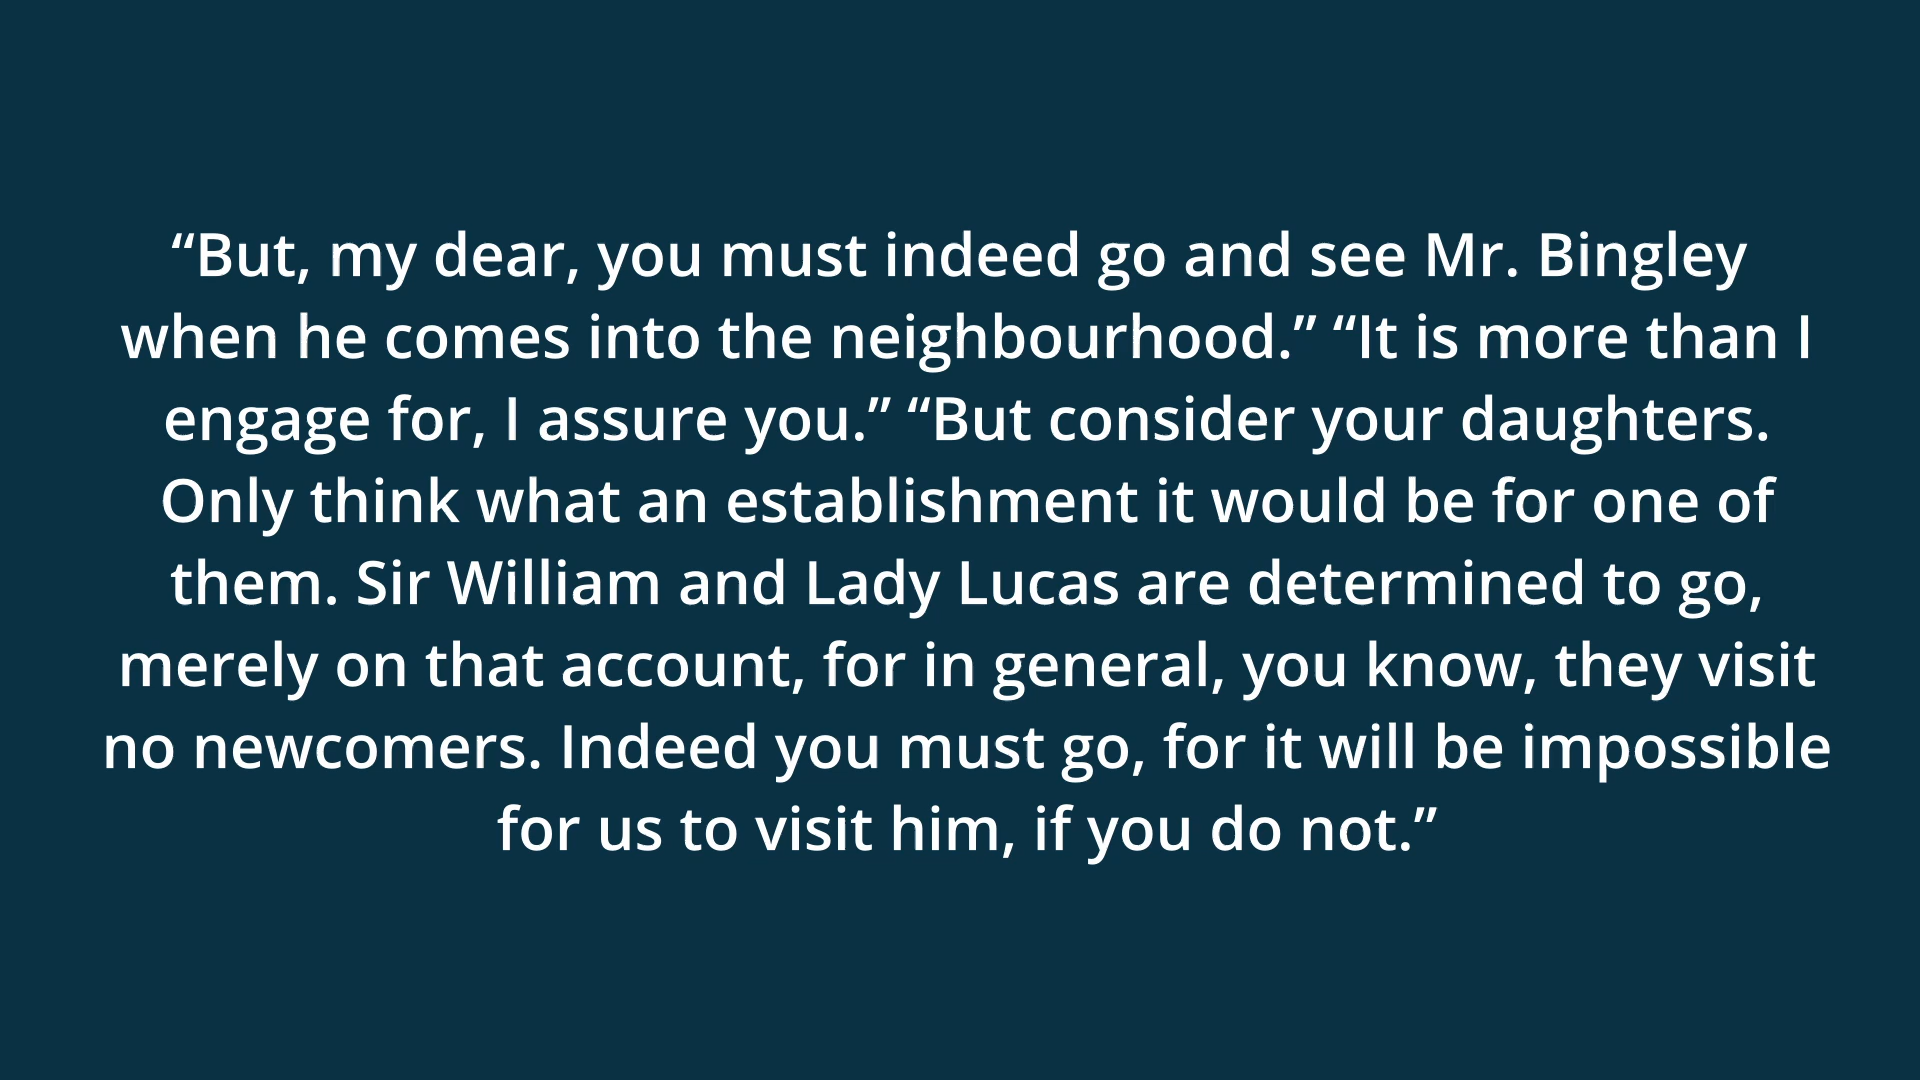 “But, my dear, you must indeed go and see Mr. Bingley
when he comes into the neighbourhood.” “It is more than I
engage for, I assure you.” “But consider your daughters.
Only think what an establishment it would be for one of
them. Sir William and Lady Lucas are determined to go,
merely on that account, for in general, you know, they visit
no newcomers. Indeed you must go, for it will be impossible
for us to visit him, if you do not.”